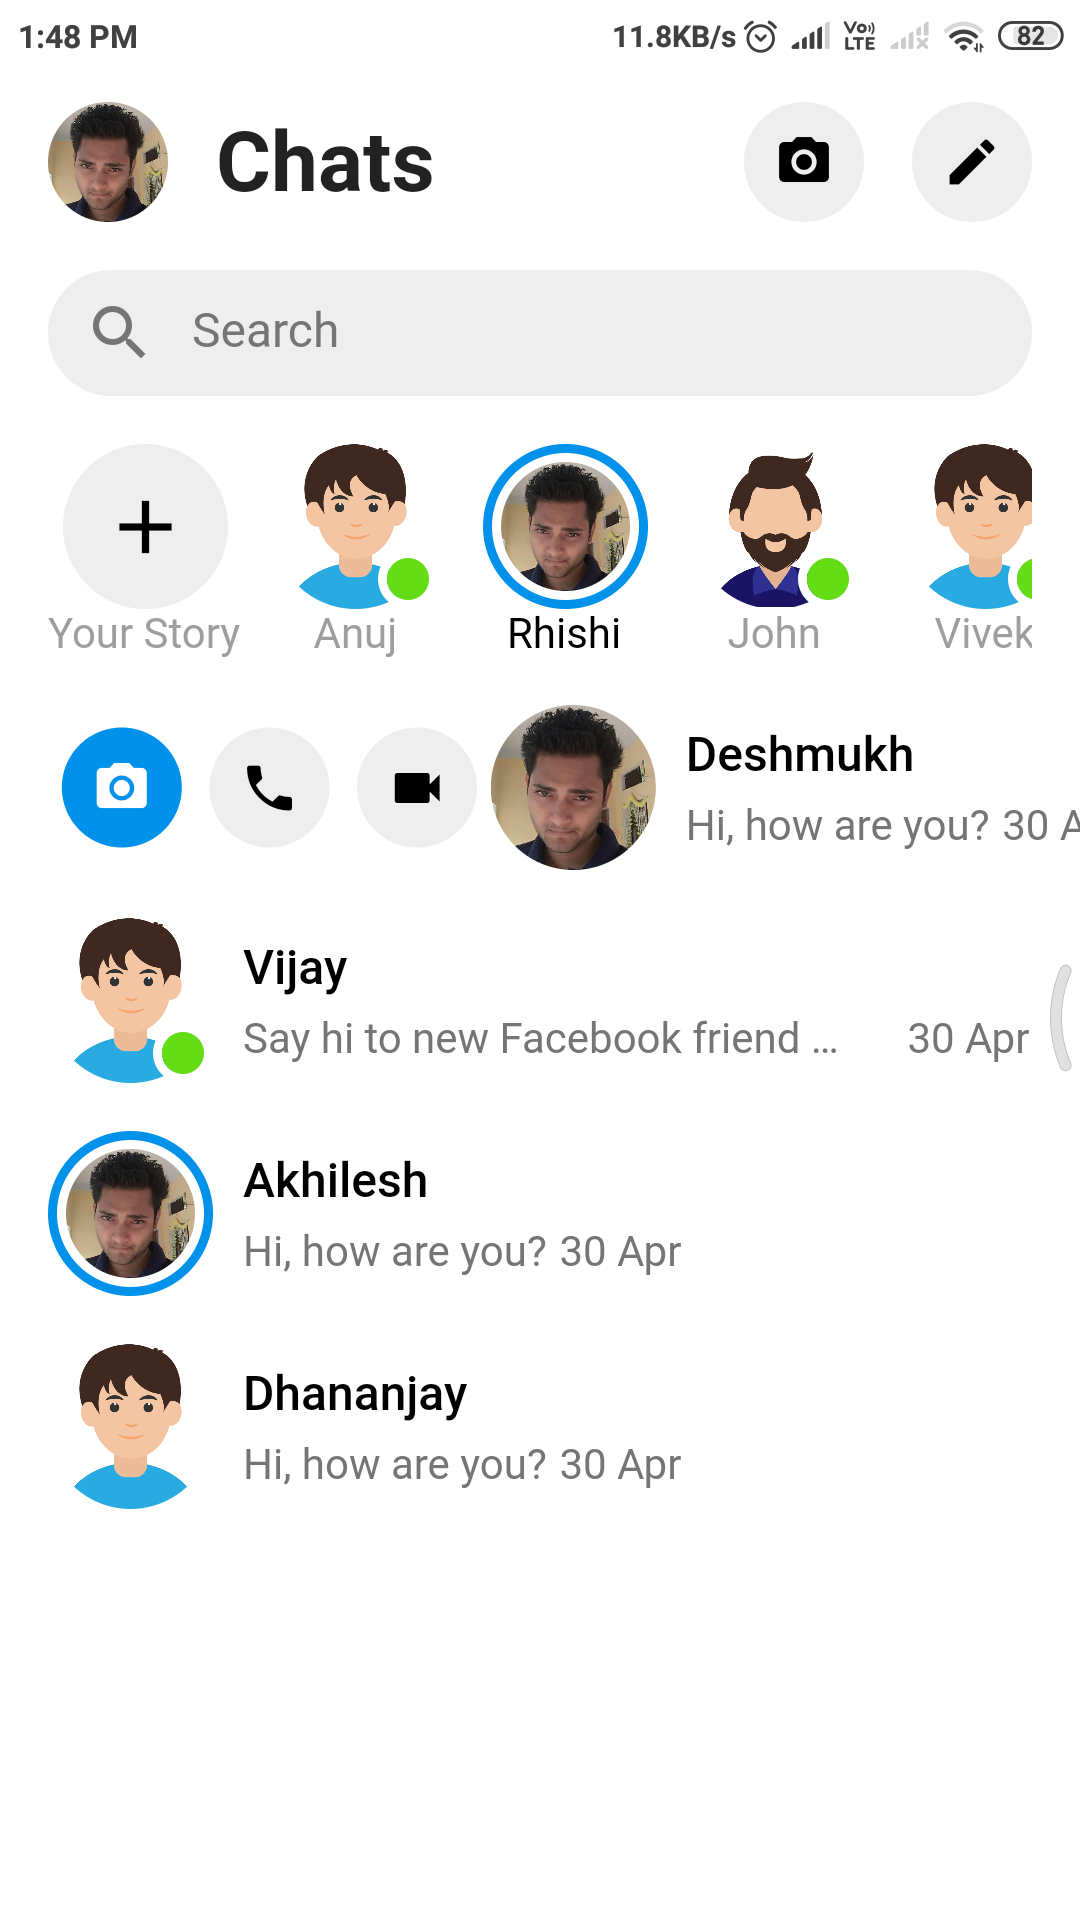 1:48 PM 11.8KB/s Vo) LTE 82
Chats
Search
Your Story Anuj Rhishi John Vivek
Deshmukh
Hi, how are you? 30 A
Vijay
Say hi to new Facebook friend ... 30 Apr
Akhilesh
Hi, how are you? 30 Apr
Dhananjay
Hi, how are you? 30 Apr